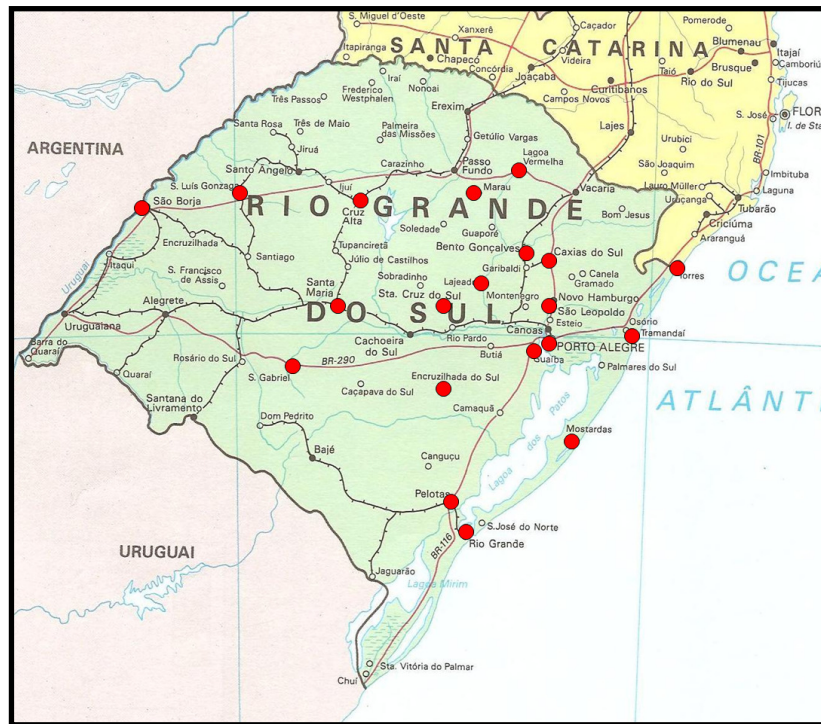 S. Miguel d'Oeste
Xanxerê
Caçador
Pomerode
SANTA CATARINA
Itapiranga
Chapecó
Videira
Blumenau
Itajaí
Camboriú
Concórdia
Joaçaba
Taió
Brusque
Iraí
Nonoai
Curitibanos
Rio do Sul
Tijucas
Três Passos
Frederico
Westphalen
Campos Novos
Erexim
S. José
FLOR
I. de Sta
Santa Rosa
Três de Maio
Palmeira
das Missões
Getúlio Vargas
Lajes
ARGENTINA
Jiruá
Urubici
BR-101
Santo Ângelo
Carazinho
Passo
Fundo
Lagoa
Vermelha
São Joaquim
Imbituba
S. Luís Gonzaga
Ijuí
Marau
Vacaria
Lauro Müller
Laguna
São Borja
RIO GRANDE
Cruz
Alta
Soledade
Guaporé
Bom Jesus
Uruçanga
Tubarão
Criciúma
Encruzilhada
Tupanciretã
Bento Gonçalves
Araranguá
Uruguai
Itaqui
Santiago
Júlio de Castilhos
Garibaldi
Caxias do Sul
Torres
OCEA
S. Francisco
de Assis
Santa
Maria
Sobradinho
Lajeado
Canela
Gramado
Sta. Cruz do Sul
Montenegro
Novo Hamburgo
Alegrete
DO SUL
São Leopoldo
Uruguaiana
Cachoeira
do Sul
Rio Pardo
Canoas
Esteio
Osório
Tramandaí
Barra do
Quaraí
Rosário do Sul
BR-290
Butiá
Guaíba
PORTO ALEGRE
Quaraí
S. Gabriel
Encruzilhada do Sul
Palmares do Sul
Caçapava do Sul
ATLÂNT
Santana do
Livramento
Dom Pedrito
Camaquã
Lagoa dos Patos
Mostardas
Bajé
Canguçu
Pelotas
S.José do Norte
URUGUAI
BR-116
Rio Grande
Jaguarão
Lagoa Mirim
Sta. Vitória do Palmar
Chuí